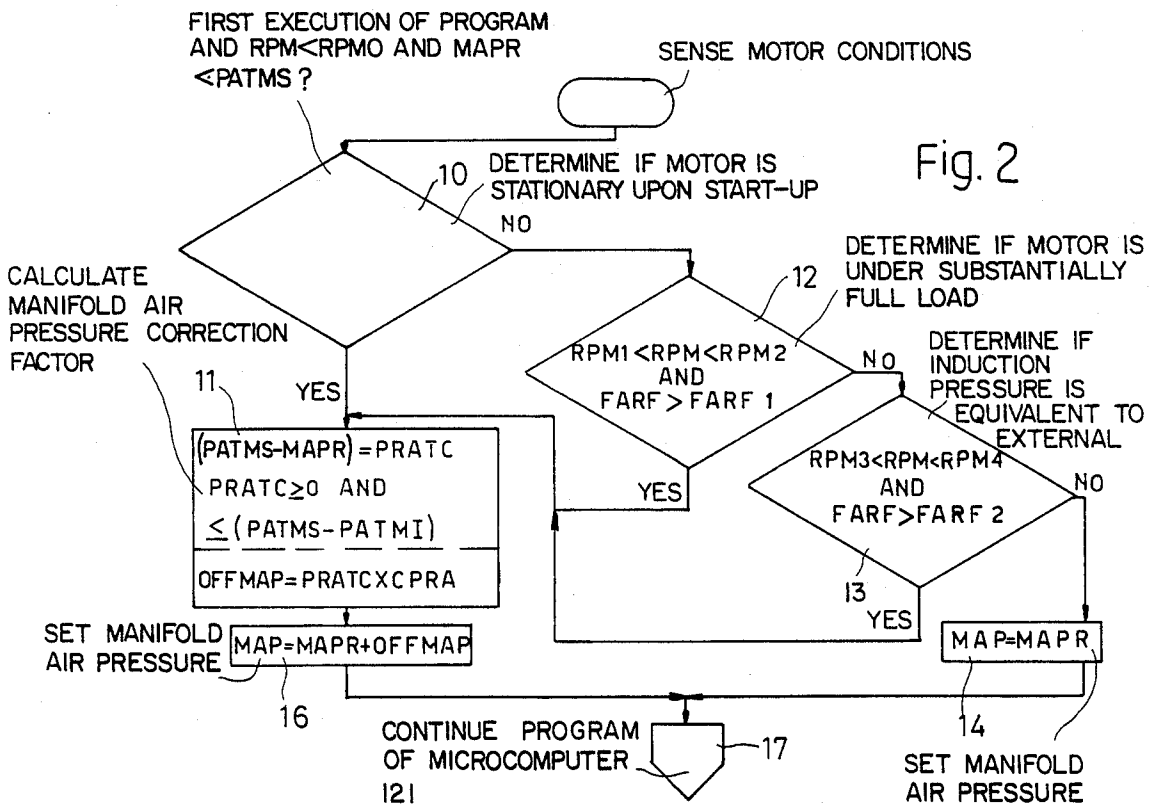 FIRST EXECUTION OF PROGRAM
AND RPM<RPMO AND MAPR
<PATMS?
SENSE MOTOR CONDITIONS
Fig. 2
10
DETERMINE IF MOTOR IS
STATIONARY UPON START-UP
NO
DETERMINE IF MOTOR IS
UNDER SUBSTANTIALLY
FULL LOAD
12
CALCULATE
MANIFOLD AIR
PRESSURE CORRECTION
FACTOR
RPM1<RPM<RPM2
AND
FARF>FARF1
NO
DETERMINE IF
INDUCTION
PRESSURE IS
EQUIVALENT TO
EXTERNAL
YES
11
(PATMS-MAPR)=PRATC
PRATC≥0 AND
≤(PATMS-PATMI)
OFFMAP=PRATCXCPRA
YES
RPM3<RPM<RPM4
AND
FARF>FARF2
NO
13
YES
SET MANIFOLD
AIR PRESSURE
MAP=MAPR+OFFMAP
16
MAP=MAPR
14
CONTINUE PROGRAM
OF MICROCOMPUTER
121
17
SET MANIFOLD
AIR PRESSURE